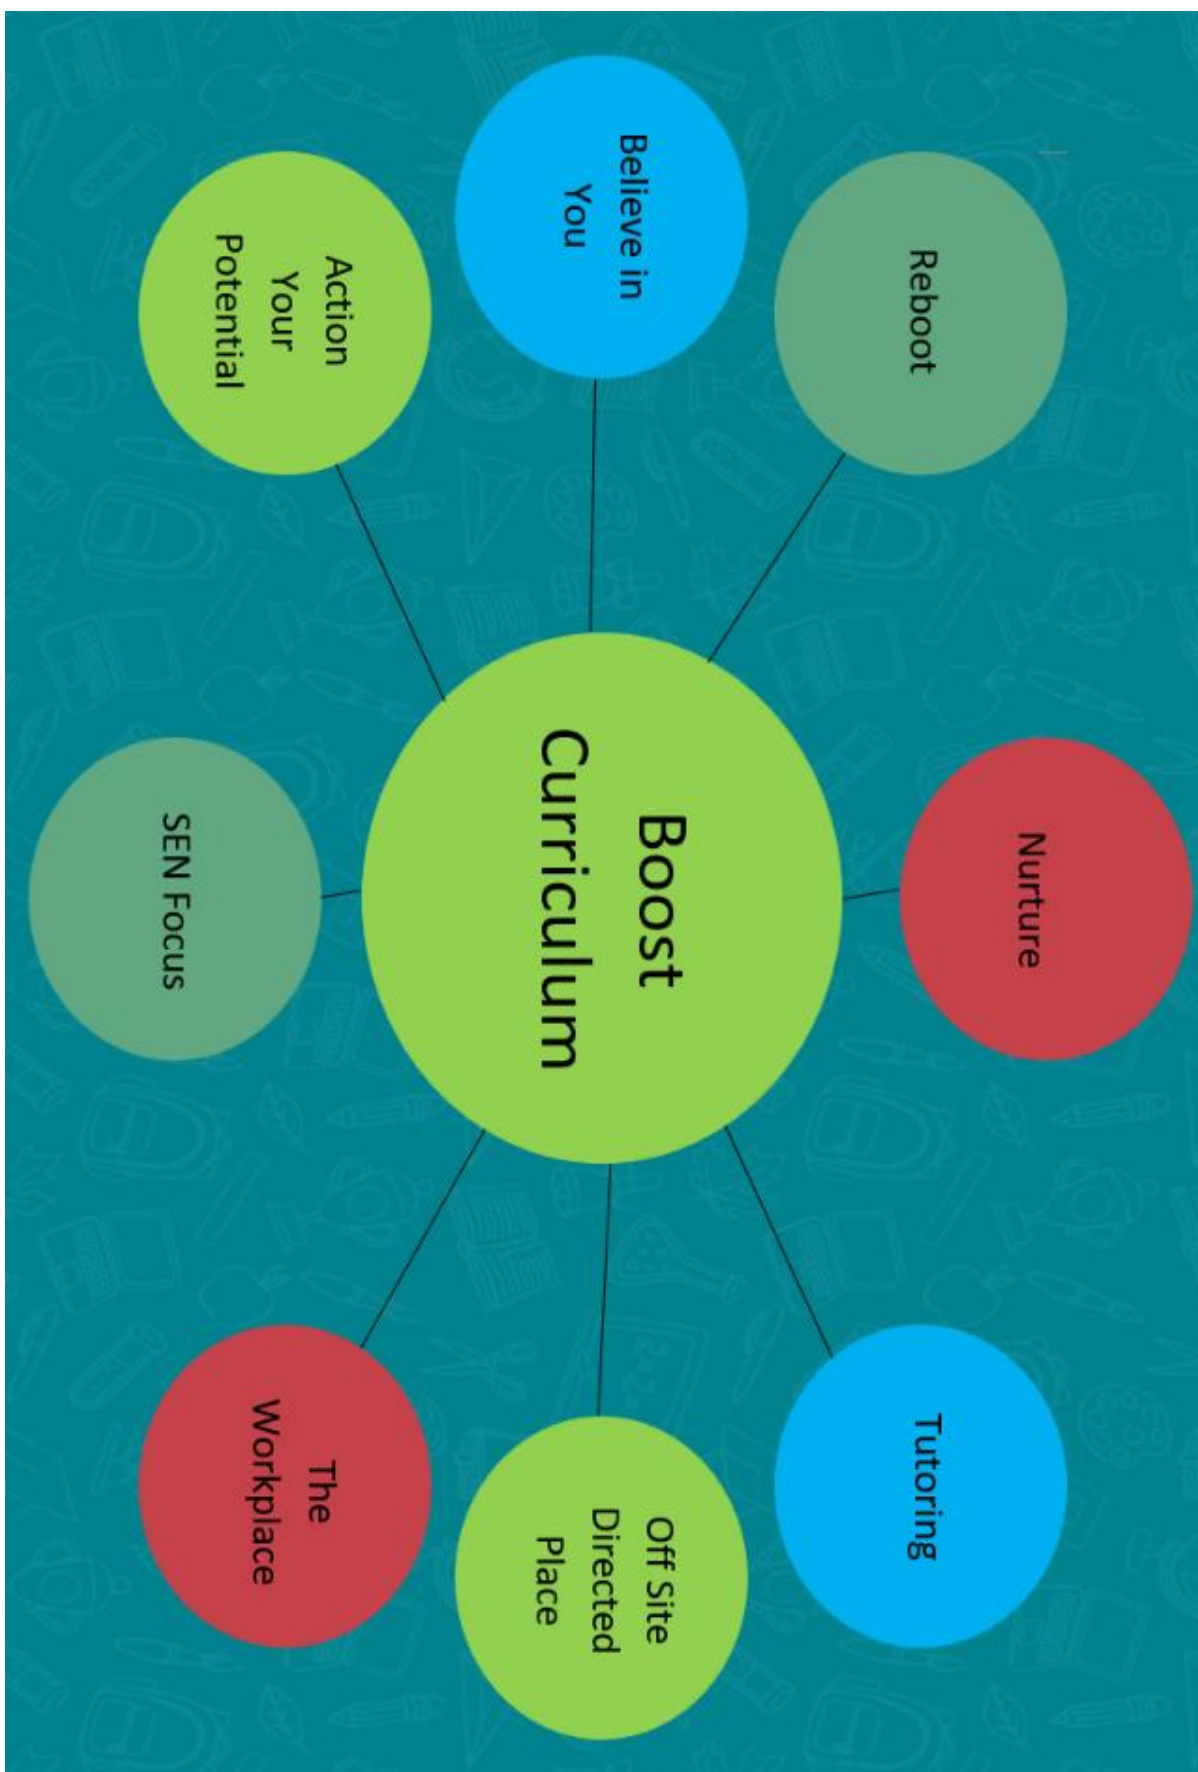 Nurture
Reboot
Tutoring
Believe in
You
Boost
Curriculum
Off Site
Directed
Place
Action
Your
Potential
The
Workplace
SEN Focus